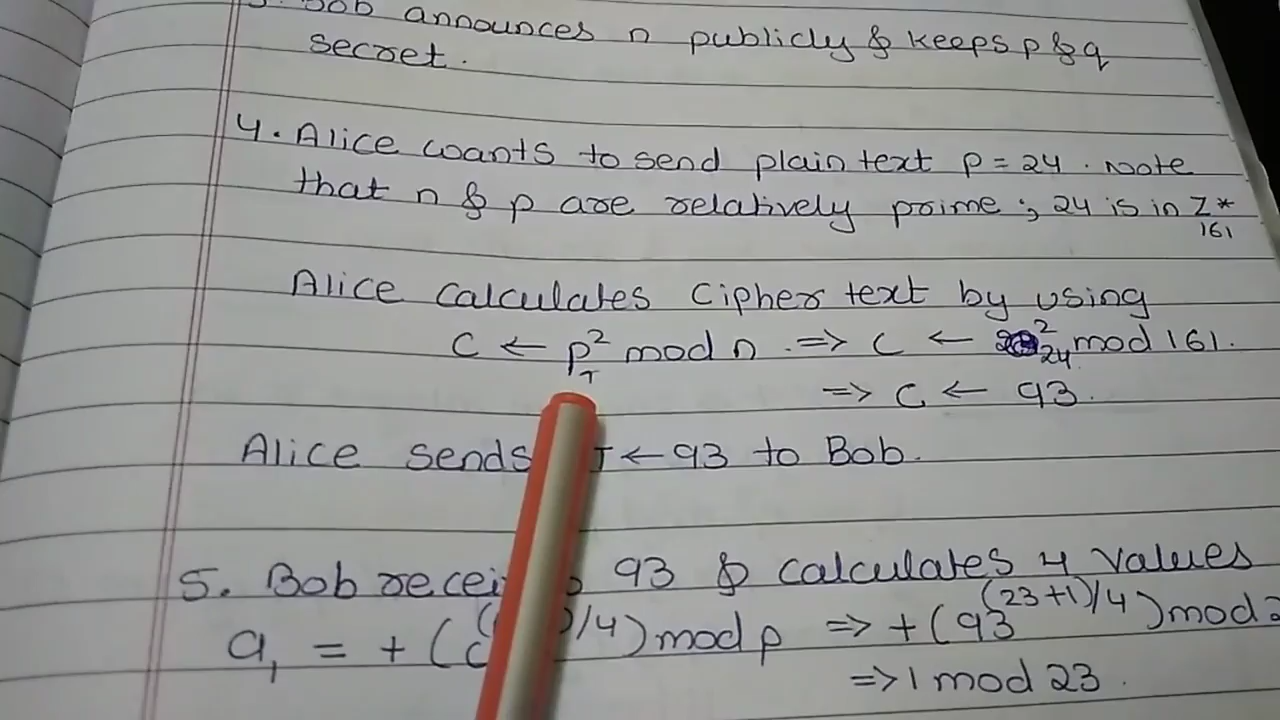 3. Bob announces n publicly & keeps p & q
secret.
4. Alice wants to send plain text p = 24. Note
that n & p are relatively prime; 24 is in Z*
161
Alice calculates Cipher text by using
C ← p² mod n. => C ← 24² mod 161.
T
=> C ← 93.
Alice sends T ← 93 to Bob.
5. Bob 93 & calculates 4 values
a₁ = + (C /4) mod p => + (93^(23+1)/4) mod
=> 1 mod 23.